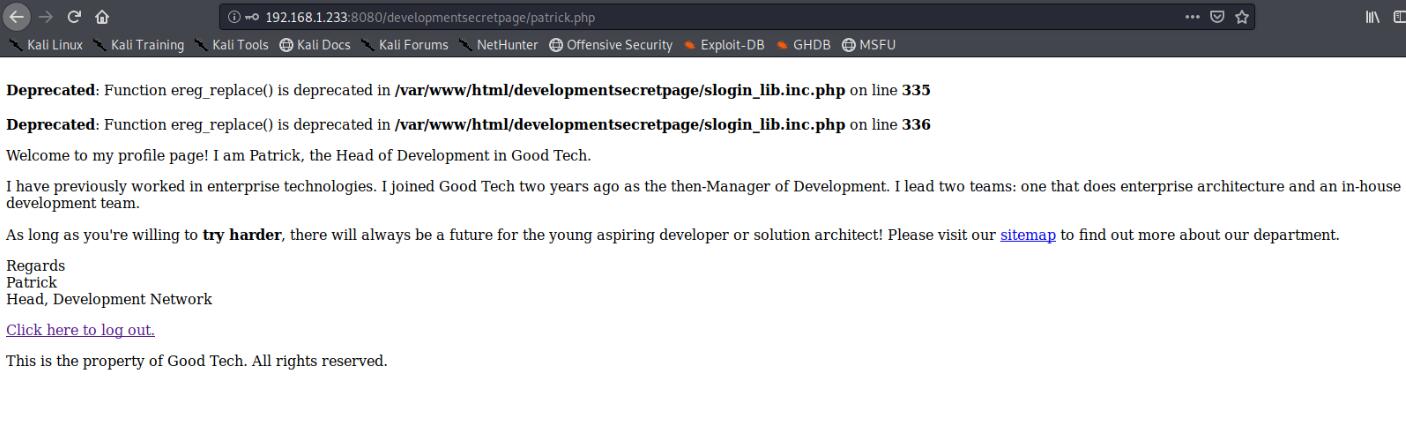 192.168.1.233:8080/developmentsecretpage/patrick.php
Kali Linux Kali Training Kali Tools Kali Docs Kali Forums NetHunter Offensive Security Exploit-DB GHDB MSFU
Deprecated: Function ereg_replace() is deprecated in /var/www/html/developmentsecretpage/slogin_lib.inc.php on line 335
Deprecated: Function ereg_replace() is deprecated in /var/www/html/developmentsecretpage/slogin_lib.inc.php on line 336
Welcome to my profile page! I am Patrick, the Head of Development in Good Tech.
I have previously worked in enterprise technologies. I joined Good Tech two years ago as the then-Manager of Development. I lead two teams: one that does enterprise architecture and an in-house
development team.
As long as you're willing to try harder, there will always be a future for the young aspiring developer or solution architect! Please visit our sitemap to find out more about our department.
Regards
Patrick
Head, Development Network
Click here to log out.
This is the property of Good Tech. All rights reserved.